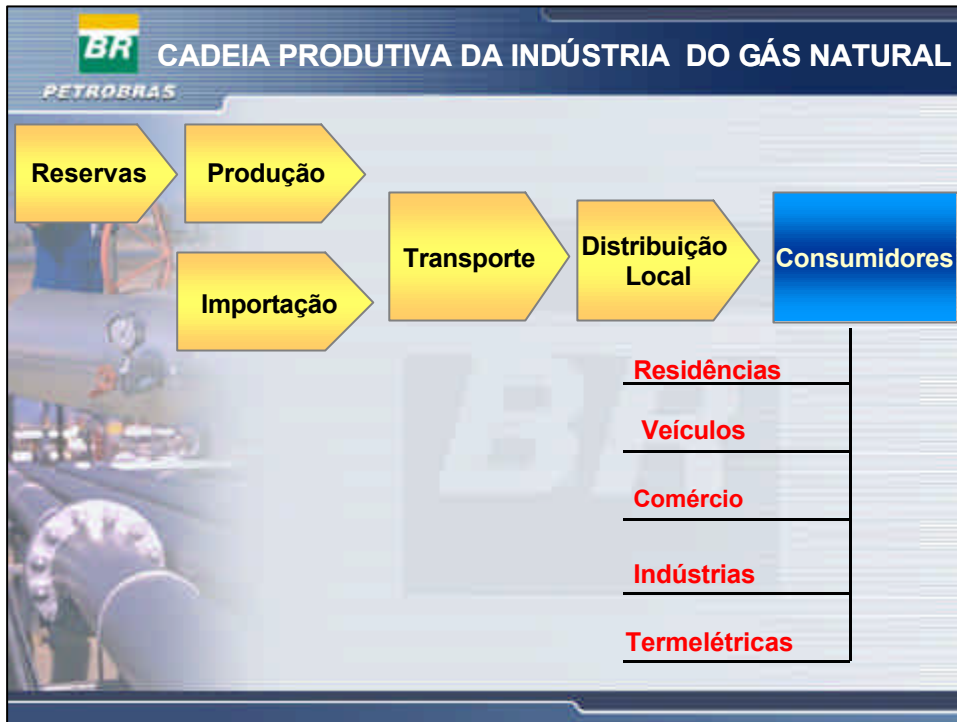 BR
PETROBRAS
CADEIA PRODUTIVA DA INDÚSTRIA DO GÁS NATURAL
Reservas
Produção
Importação
Transporte
Distribuição
Local
Consumidores
BR
Residências
Veículos
Comércio
Indústrias
Termelétricas